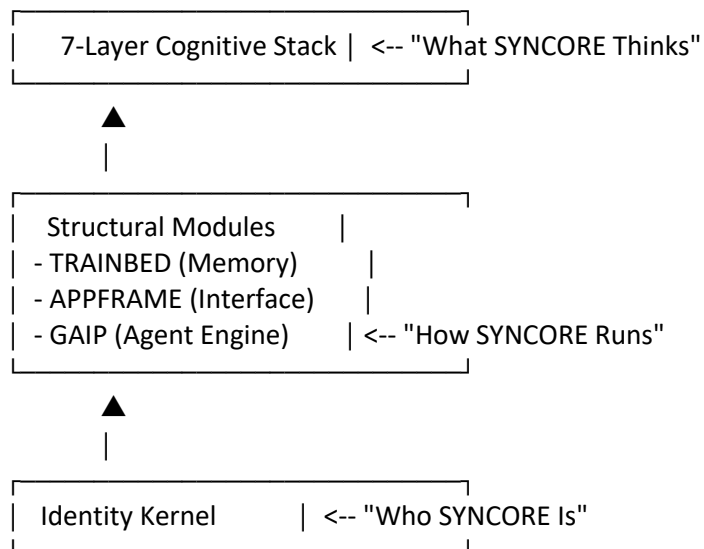 7-Layer Cognitive Stack | <-- "What SYNCORE Thinks"
▲
|
| Structural Modules |
| - TRAINBED (Memory) |
| - APPFRAME (Interface) |
| - GAIP (Agent Engine) | <-- "How SYNCORE Runs"
▲
|
| Identity Kernel | <-- "Who SYNCORE Is"